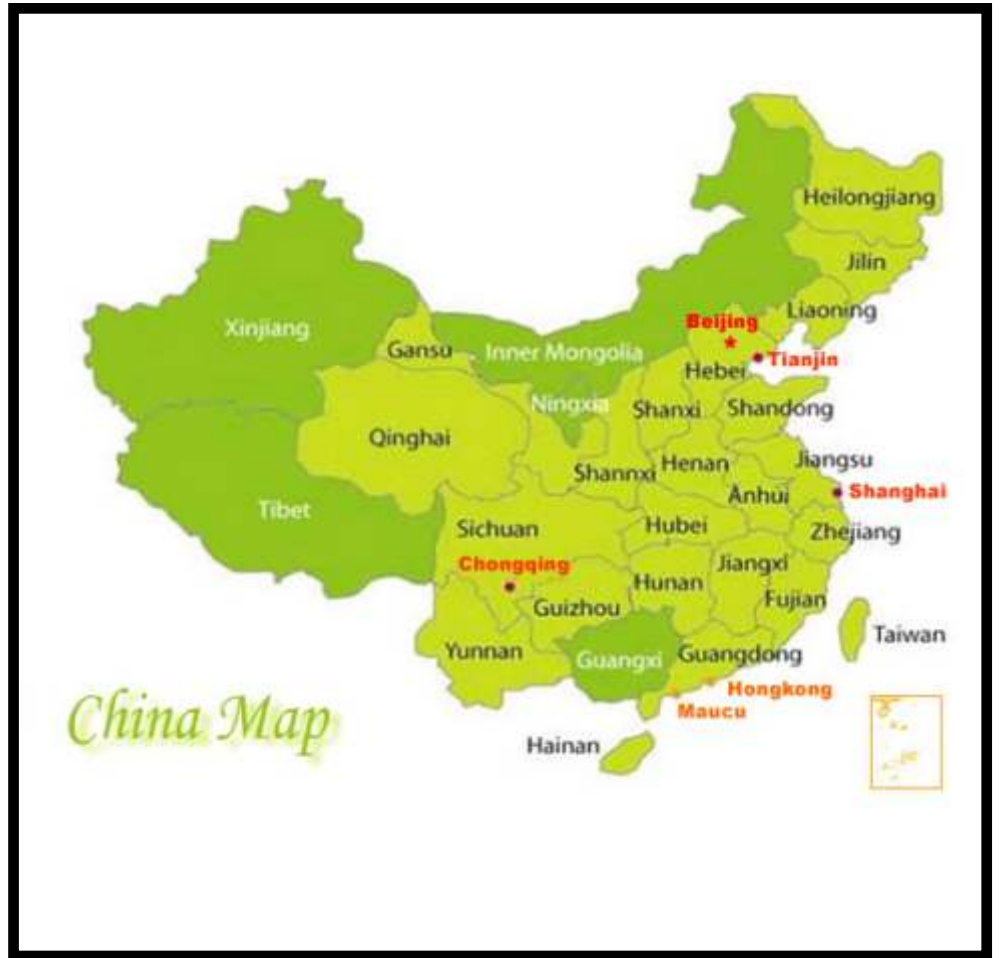 Heilongjiang
Jilin
Liaoning
Beijing
Xinjiang
Gansu
Inner Mongolia
Tianjin
Hebei
Ningxia
Shanxi
Shandong
Qinghai
Jiangsu
Shannxi
Henan
Anhui
Shanghai
Tibet
Sichuan
Hubei
Zhejiang
Chongqing
Jiangxi
Hunan
Fujian
Guizhou
Taiwan
Yunnan
Guangxi
Guangdong
Hongkong
Maucu
China Map
Hainan